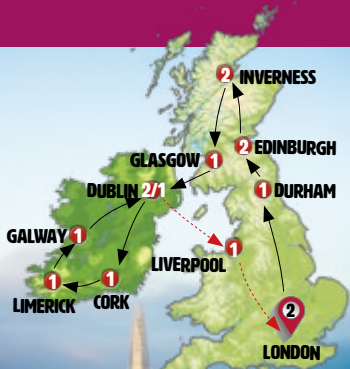 2 INVERNESS
2 EDINBURGH
GLASGOW 1
DUBLIN 2/1
1 DURHAM
GALWAY 1
1
LIVERPOOL
1
LIMERICK
1
CORK
2
LONDON